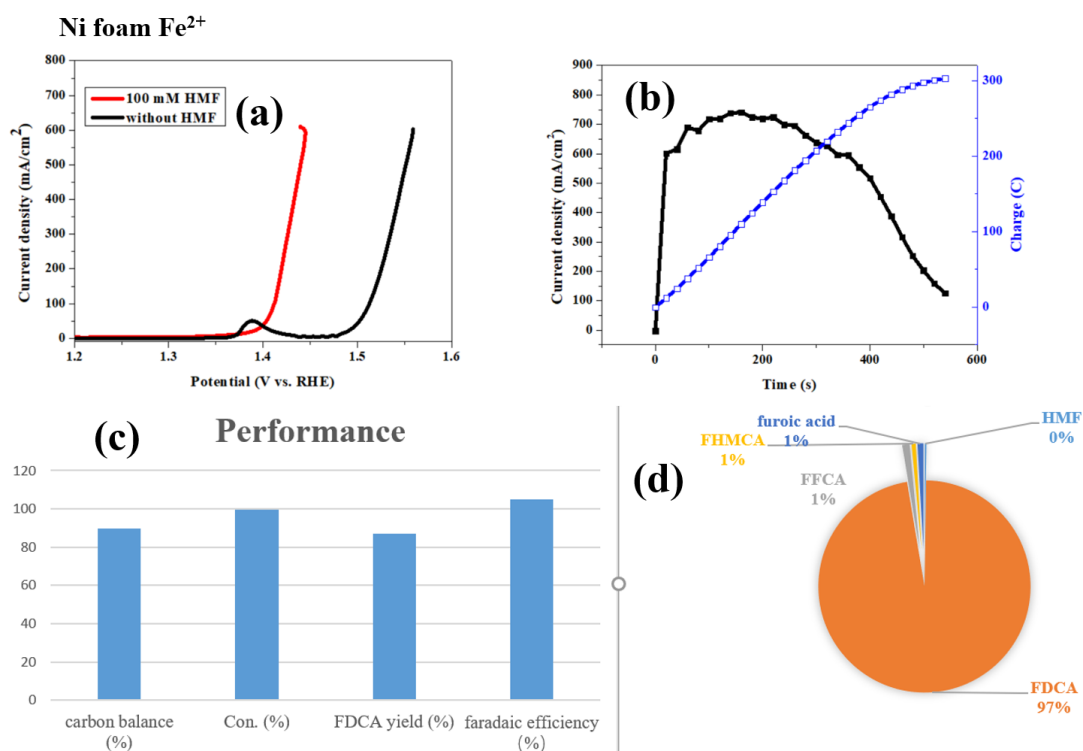 Ni foam Fe²⁺
(a)
100 mM HMF
without HMF
Current density (mA/cm²)
800
700
600
500
400
300
200
100
0
1.2
1.3
1.4
1.5
1.6
Potential (V vs. RHE)
(b)
Current density (mA/cm²)
900
800
700
600
500
400
300
200
100
0
0
200
400
600
Time (s)
300
200
100
0
Charge (C)
(c)
Performance
120
100
80
60
40
20
0
carbon balance
(%)
Con. (%)
FDCA yield (%)
faradaic efficiency
(%)
(d)
furoic acid
1%
HMF
0%
FHMCA
1%
FFCA
1%
FDCA
97%